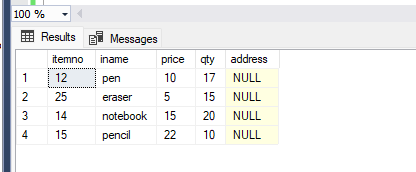 100 %
Results Messages
itemno iname price qty address
1 12 pen 10 17 NULL
2 25 eraser 5 15 NULL
3 14 notebook 15 20 NULL
4 15 pencil 22 10 NULL